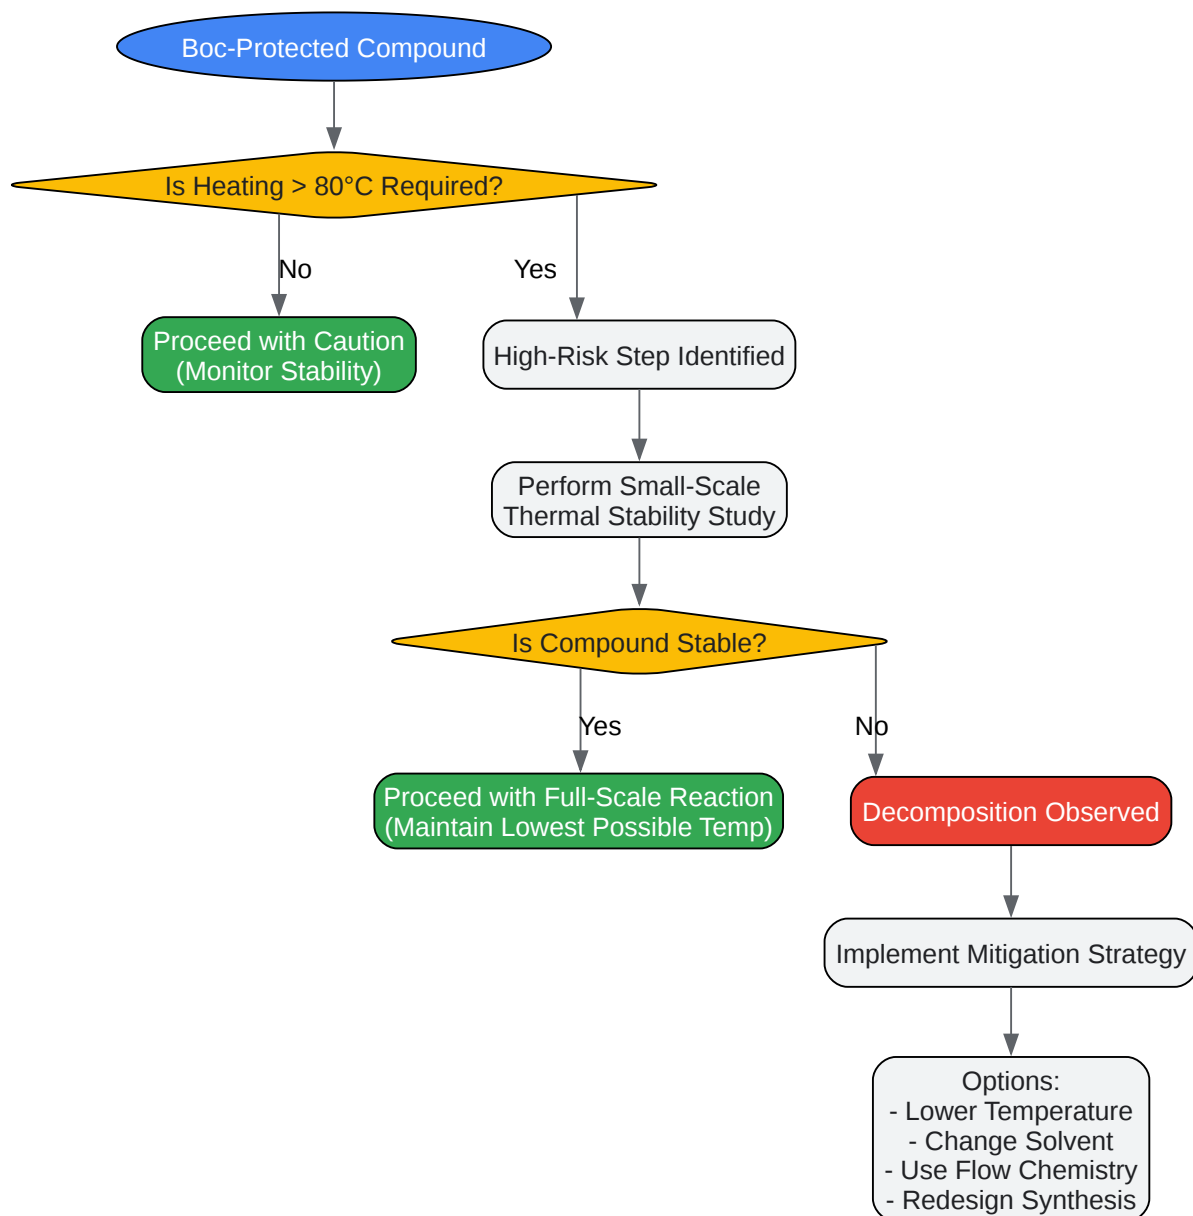 Boc-Protected Compound
Is Heating > 80°C Required?
No
Yes
Proceed with Caution
(Monitor Stability)
High-Risk Step Identified
Perform Small-Scale
Thermal Stability Study
Is Compound Stable?
Yes
No
Proceed with Full-Scale Reaction
(Maintain Lowest Possible Temp)
Decomposition Observed
Implement Mitigation Strategy
Options:
- Lower Temperature
- Change Solvent
- Use Flow Chemistry
- Redesign Synthesis